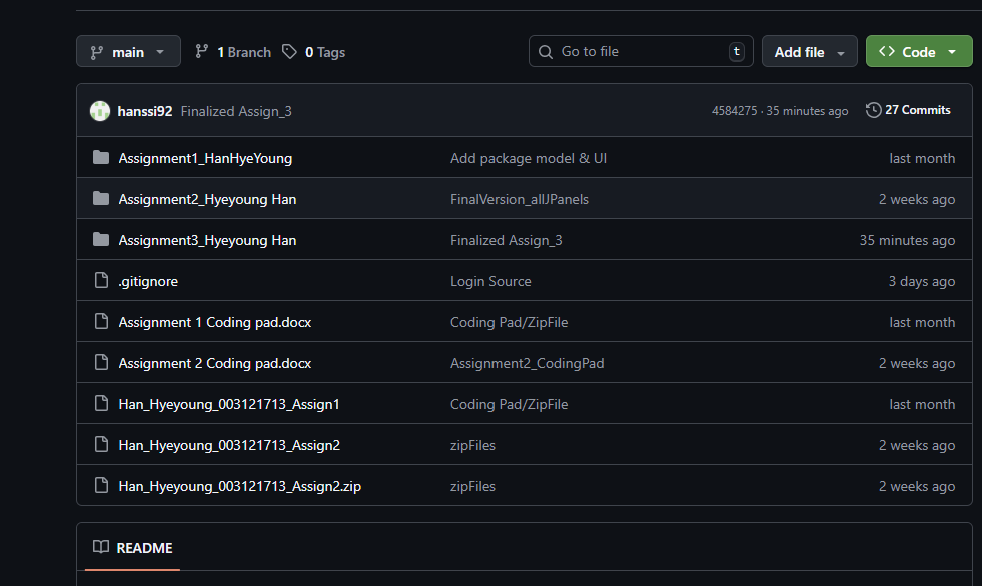 main 1 Branch 0 Tags Go to file t Add file Code
hanssi92 Finalized Assign_3 4584275 · 35 minutes ago 27 Commits
Assignment1_HanHyeYoung Add package model & UI last month
Assignment2_Hyeyoung Han FinalVersion_allJPanels 2 weeks ago
Assignment3_Hyeyoung Han Finalized Assign_3 35 minutes ago
.gitignore Login Source 3 days ago
Assignment 1 Coding pad.docx Coding Pad/ZipFile last month
Assignment 2 Coding pad.docx Assignment2_CodingPad 2 weeks ago
Han_Hyeyoung_003121713_Assign1 Coding Pad/ZipFile last month
Han_Hyeyoung_003121713_Assign2 zipFiles 2 weeks ago
Han_Hyeyoung_003121713_Assign2.zip zipFiles 2 weeks ago
README